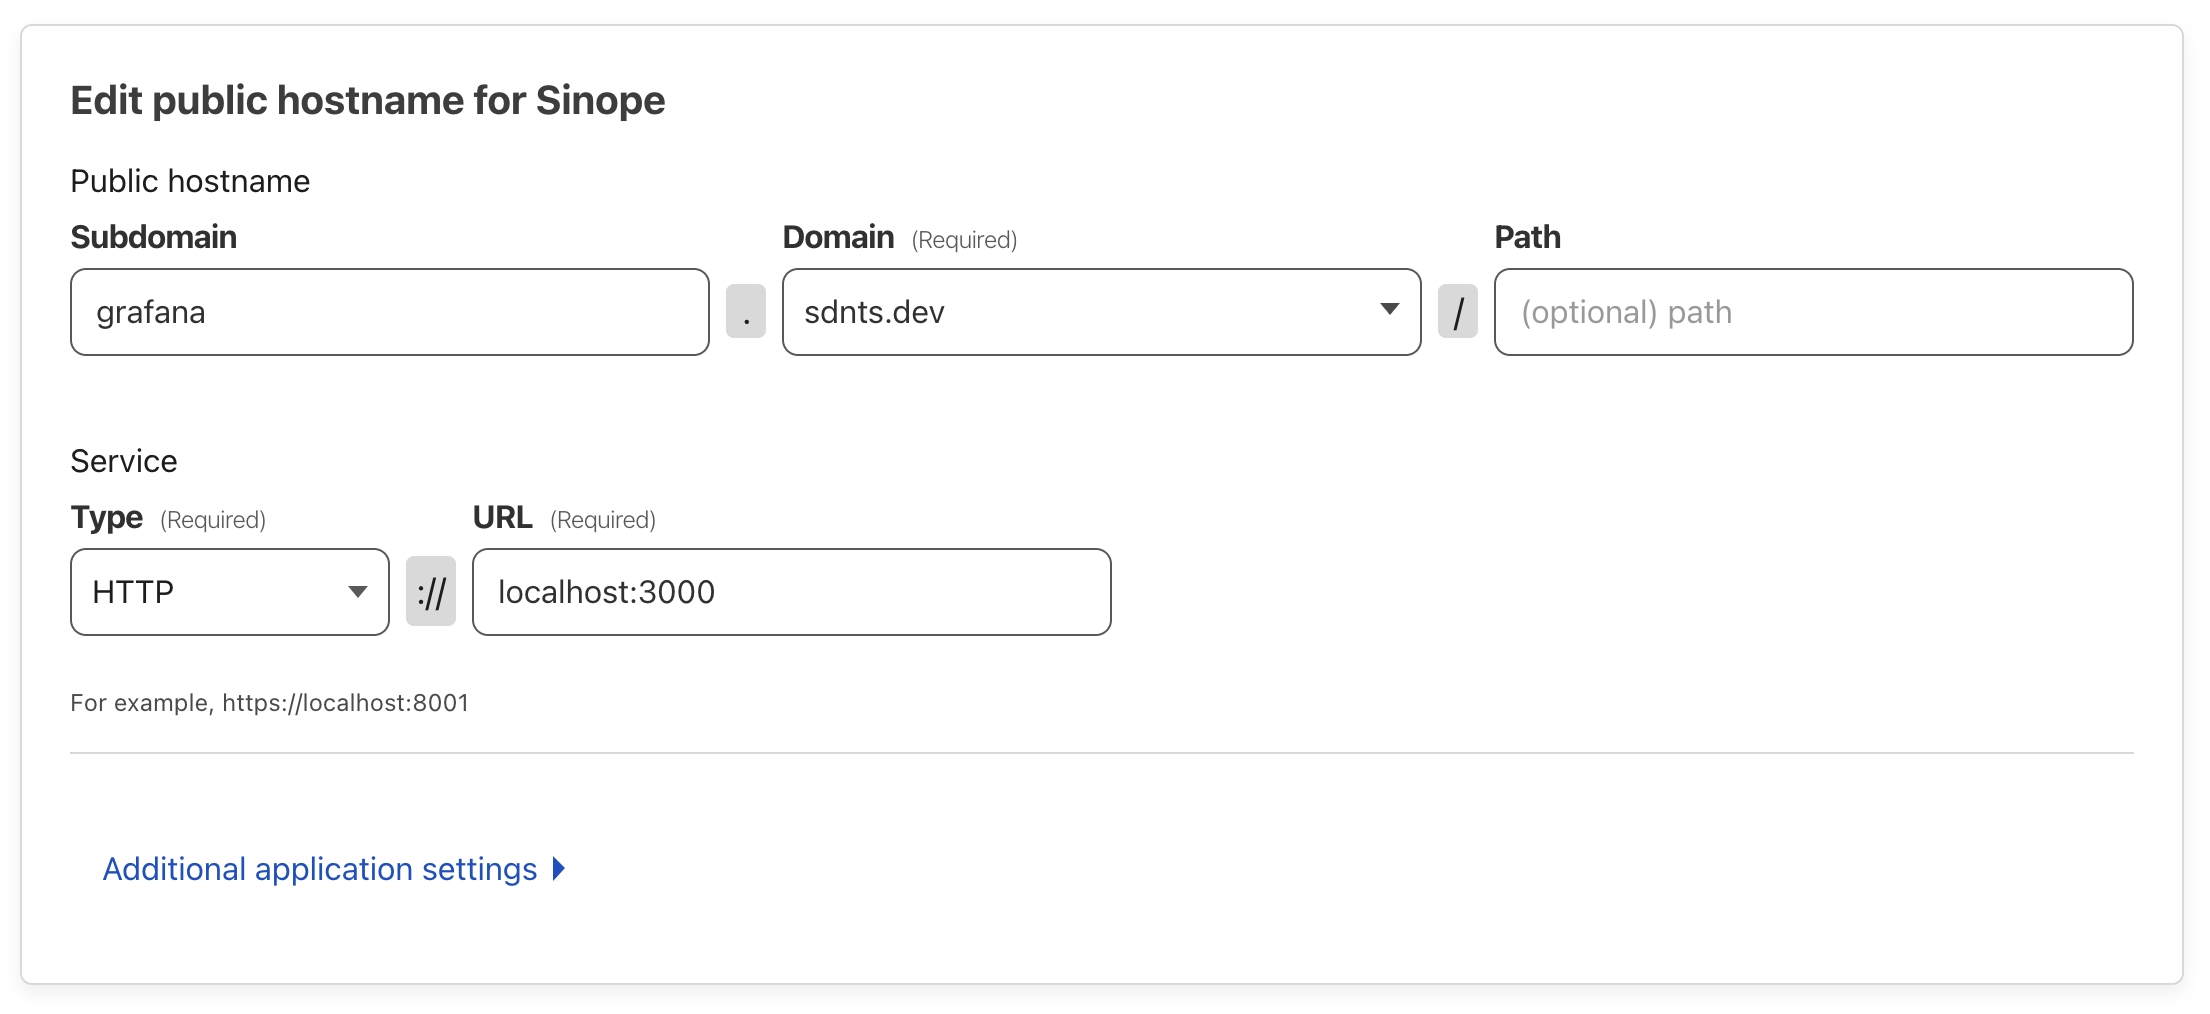 Edit public hostname for Sinope
Public hostname
Subdomain Domain (Required) Path
grafana . sdnts.dev / (optional) path
Service
Type (Required) URL (Required)
HTTP :// localhost:3000
For example, https://localhost:8001
Additional application settings